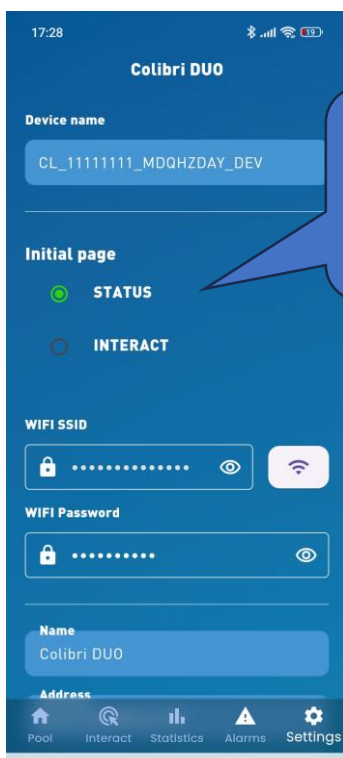 17:28
19
Colibri DUO
Device name
CL_11111111_MDQHZDAY_DEV
Initial page
STATUS
INTERACT
WIFI SSID
••••••••••••••
WIFI Password
••••••••••
Name
Colibri DUO
Address
Pool Interact Statistics Alarms Settings